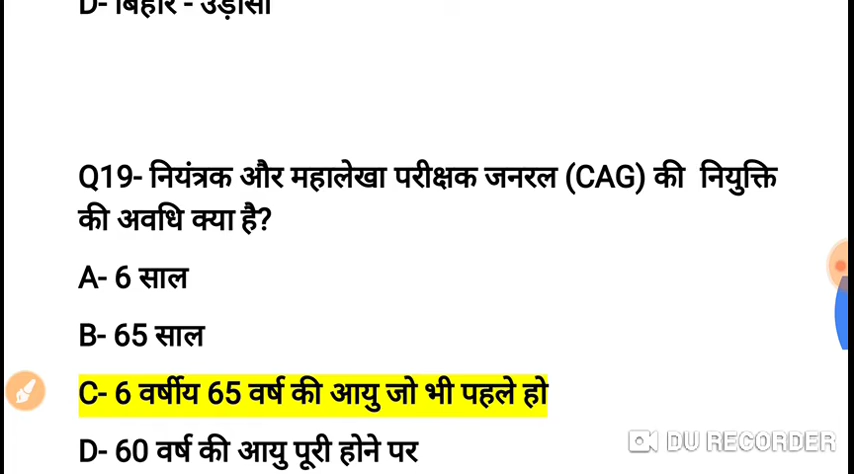 D- बिहार - उड़ीसा
Q19- नियंत्रक और महालेखा परीक्षक जनरल (CAG) की नियुक्ति
की अवधि क्या है?
A- 6 साल
B- 65 साल
C- 6 वर्षीय 65 वर्ष की आयु जो भी पहले हो
D- 60 वर्ष की आयु पूरी होने पर
DU RECORDER